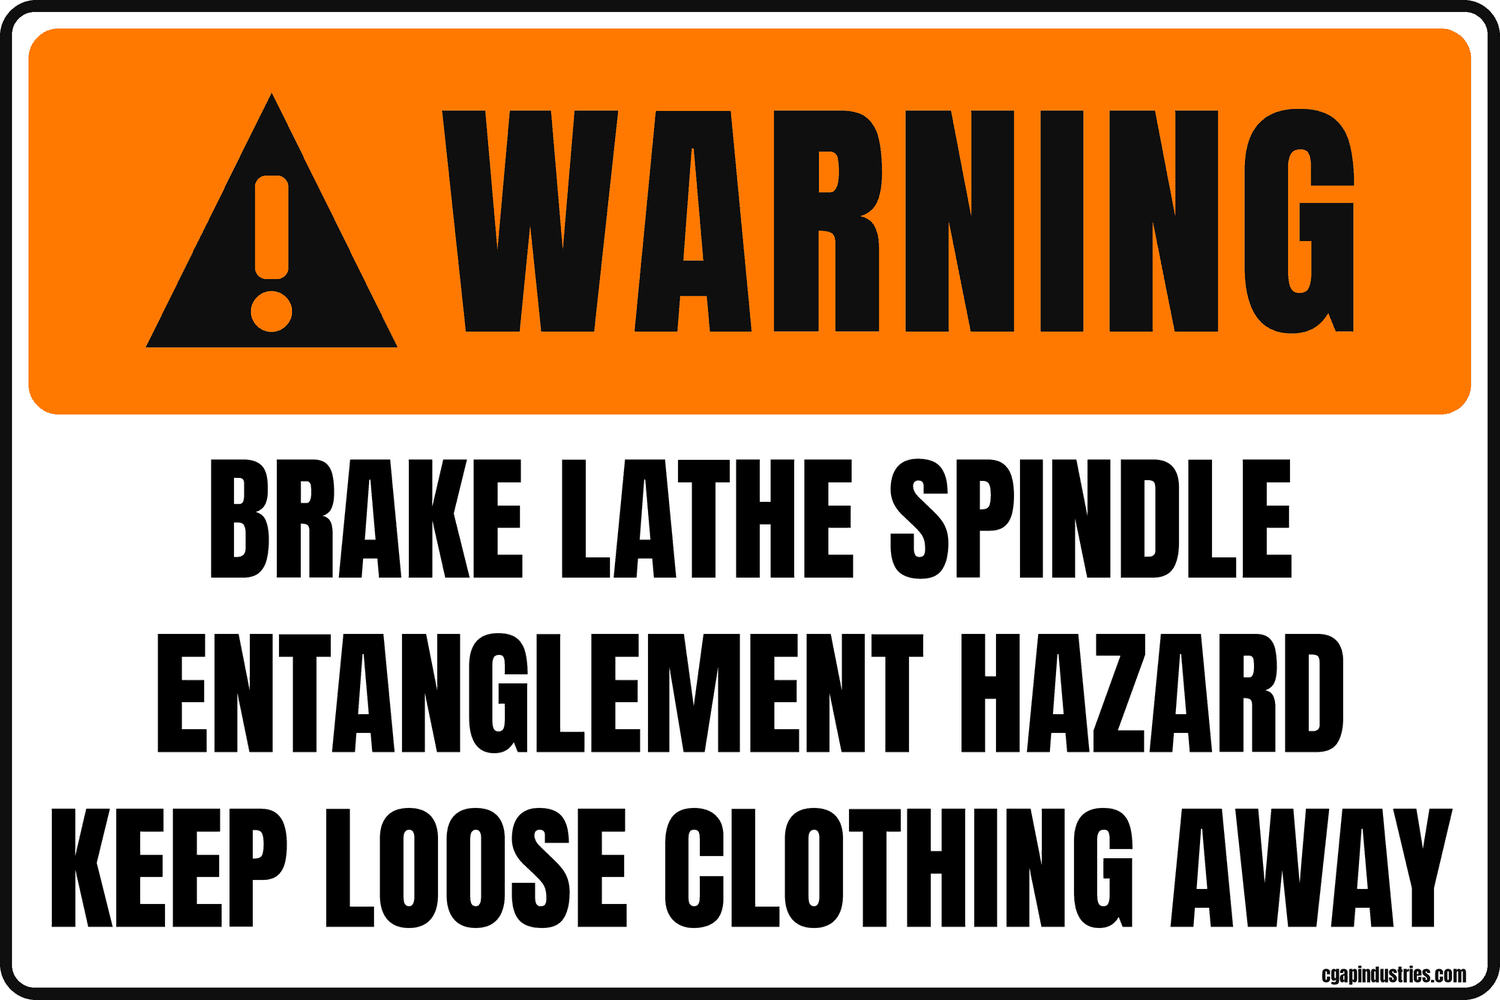 WARNING
BRAKE LATHE SPINDLE
ENTANGLEMENT HAZARD
KEEP LOOSE CLOTHING AWAY
cgapindustries.com